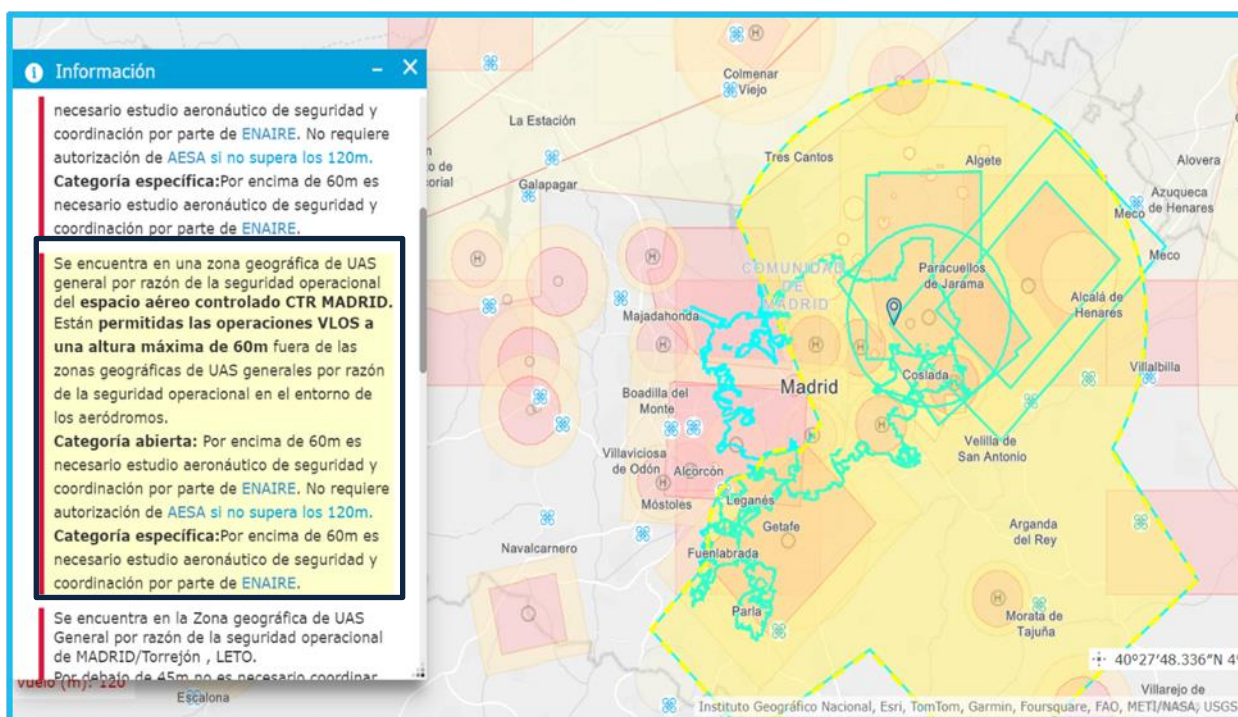 Información
necesario estudio aeronáutico de seguridad y
coordinación por parte de ENAIRE. No requiere
autorización de AESA si no supera los 120m.
Categoría específica:Por encima de 60m es
necesario estudio aeronáutico de seguridad y
coordinación por parte de ENAIRE.
Se encuentra en una zona geográfica de UAS
general por razón de la seguridad operacional
del espacio aéreo controlado CTR MADRID.
Están permitidas las operaciones VLOS a
una altura máxima de 60m fuera de las
zonas geográficas de UAS generales por razón
de la seguridad operacional en el entorno de
los aeródromos.
Categoría abierta: Por encima de 60m es
necesario estudio aeronáutico de seguridad y
coordinación por parte de ENAIRE. No requiere
autorización de AESA si no supera los 120m.
Categoría específica:Por encima de 60m es
necesario estudio aeronáutico de seguridad y
coordinación por parte de ENAIRE.
Se encuentra en la Zona geográfica de UAS
General por razón de la seguridad operacional
de MADRID/Torrejón , LETO.
Por debajo de 45m no es necesario coordinar
vuelo (m): 120
Escalona
Colmenar
Viejo
La Estación
Tres Cantos
Algete
Alovera
Galapagar
Azuqueca
de Henares
Meco
Meco
COMUNIDAD
DE
MADRID
Paracuellos
de Jarama
Alcalá de
Henares
Majadahonda
Coslada
Villalbilla
Madrid
Boadilla del
Monte
Velilla de
San Antonio
Villaviciosa
de Odón
Alcorcón
Móstoles
Leganés
Getafe
Arganda
del Rey
Navalcarnero
Fuenlabrada
Parla
Morata de
Tajuña
40°27'48.336"N 4°
Villarejo de
Instituto Geográfico Nacional, Esri, TomTom, Garmin, Foursquare, FAO, METI/NASA, USGS